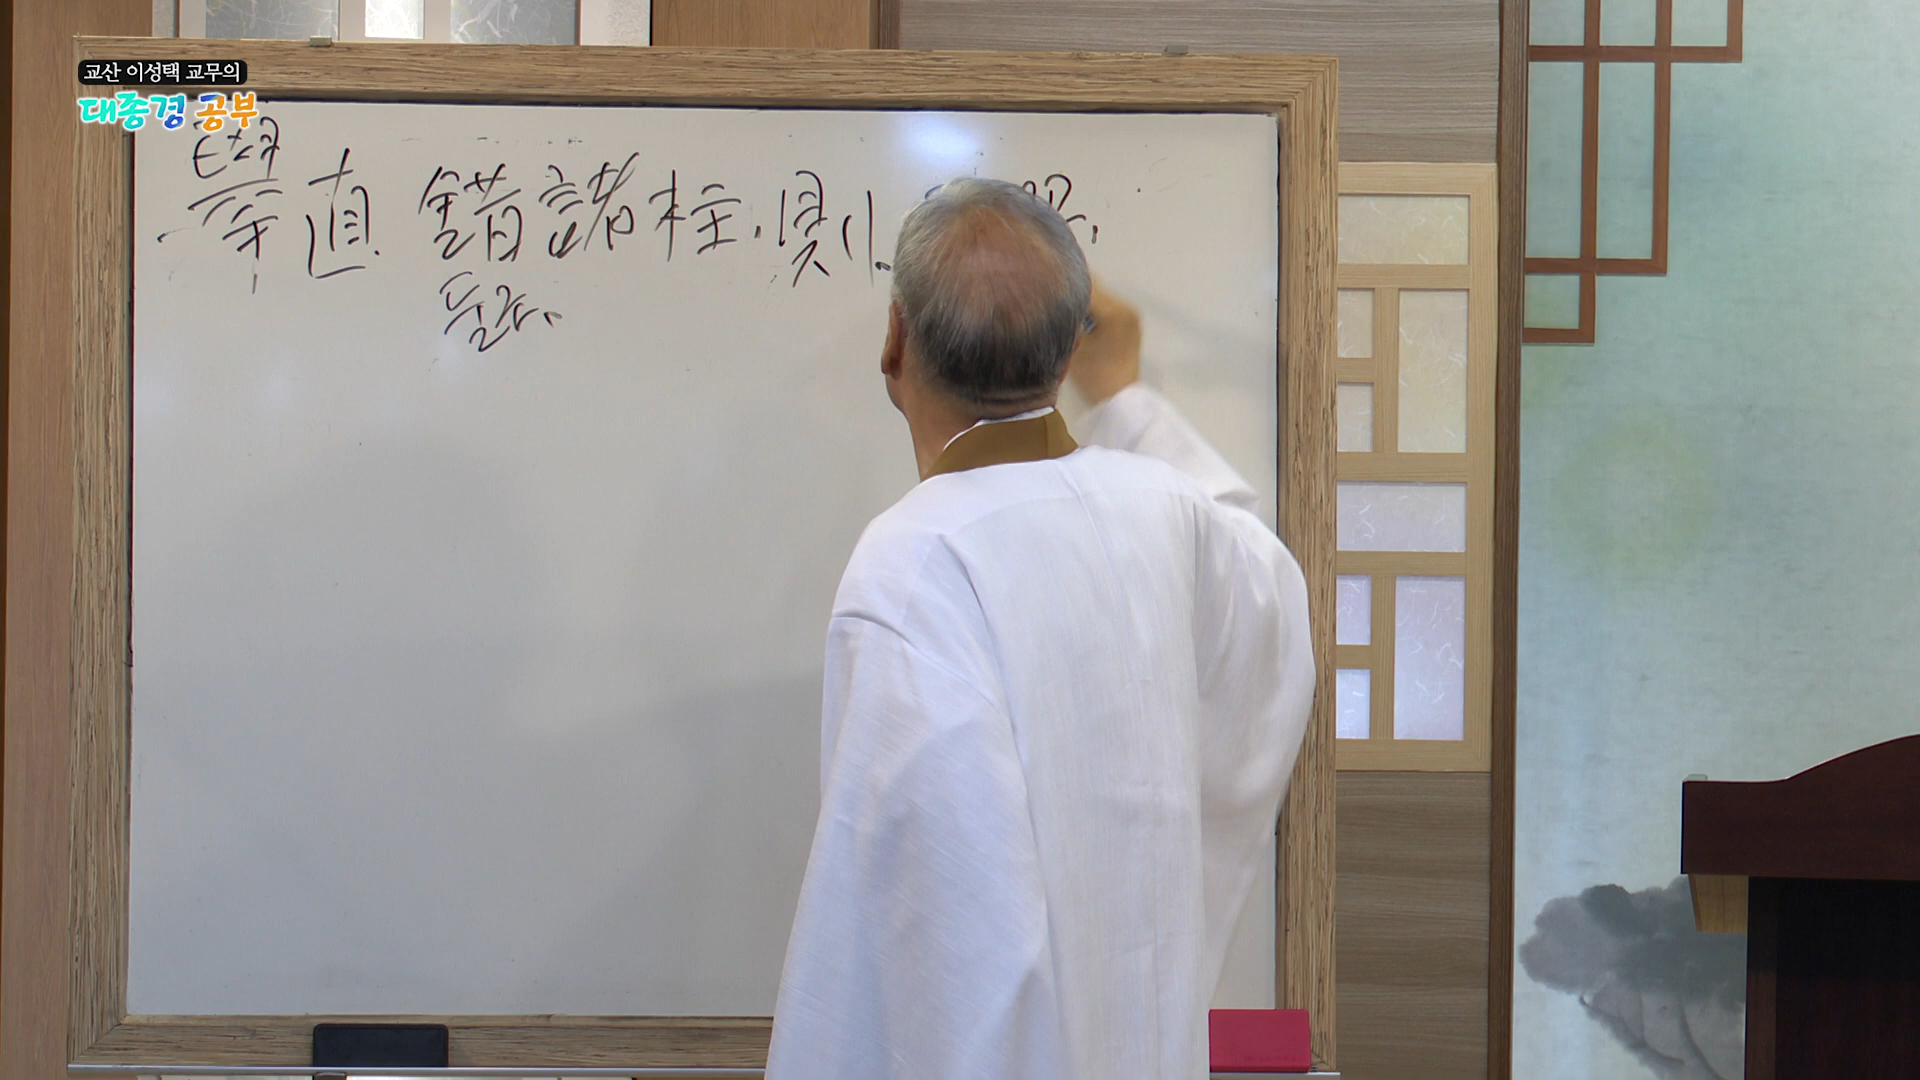 교산 이성택 교무의
대종경 공부
擧直 錯諸枉, 則
둘조.